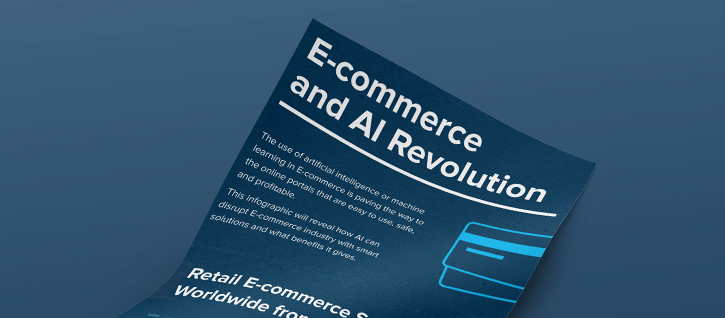 E-commerce
and AI Revolution
The use of artificial intelligence or machine
learning in E-commerce is paving the way to
the online portals that are easy to use, safe,
and profitable.
This infographic will reveal how AI can
disrupt E-commerce industry with smart
solutions and what benefits it gives.
Retail E-commerce S
Worldwide from